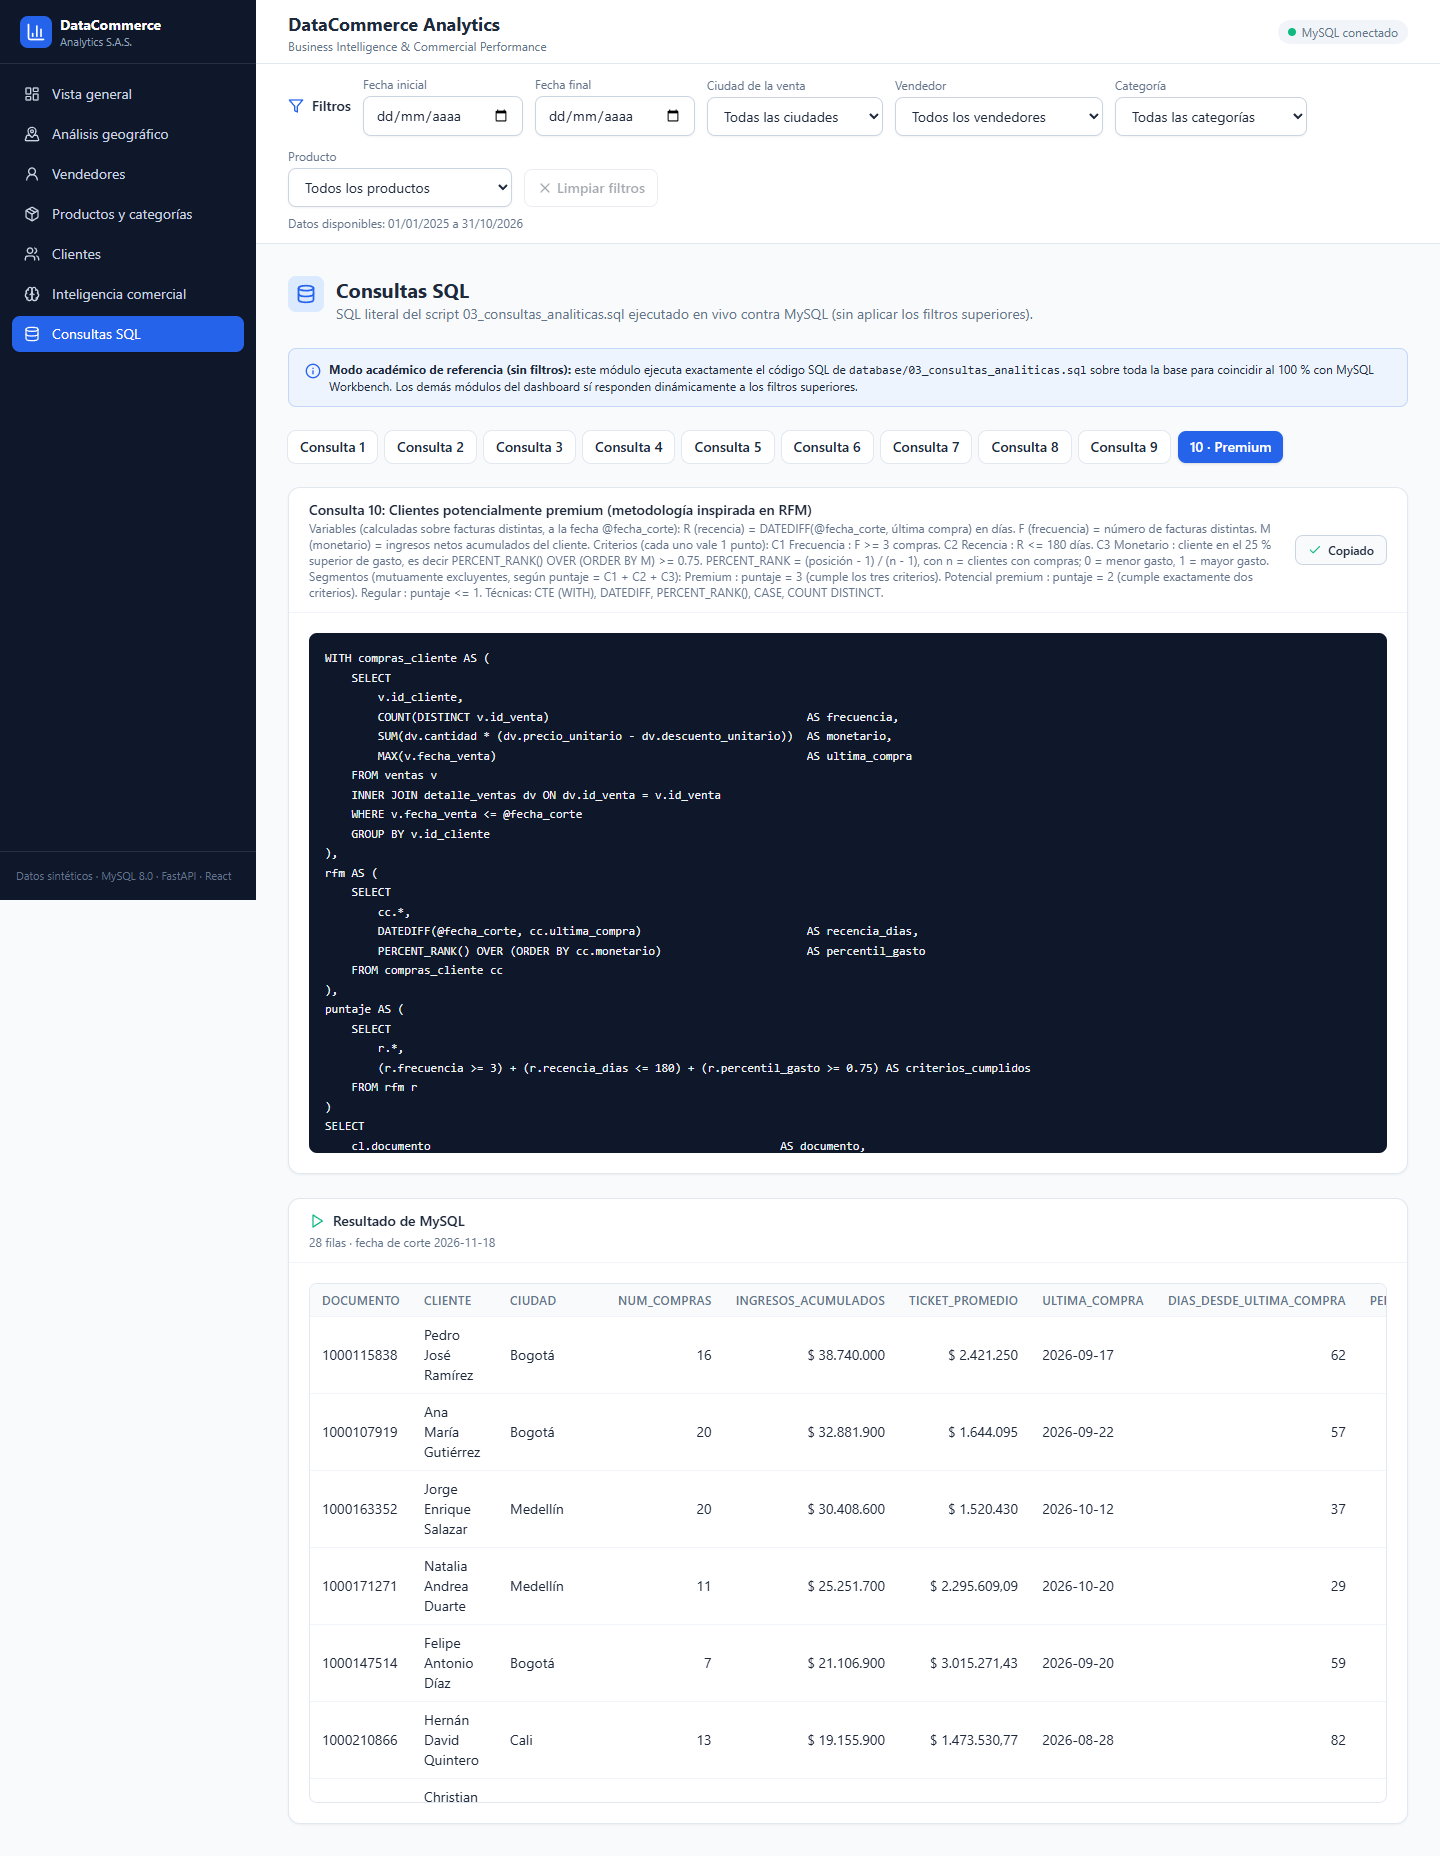 DataCommerce
Analytics S.A.S.
Vista general
Análisis geográfico
Vendedores
Productos y categorías
Clientes
Inteligencia comercial
Consultas SQL
Datos sintéticos · MySQL 8.0 · FastAPI · React
DataCommerce Analytics
Business Intelligence & Commercial Performance
MySQL conectado
Filtros
Fecha inicial
dd/mm/aaaa
Fecha final
dd/mm/aaaa
Ciudad de la venta
Todas las ciudades
Vendedor
Todos los vendedores
Categoría
Todas las categorías
Producto
Todos los productos
Limpiar filtros
Datos disponibles: 01/01/2025 a 31/10/2026
Consultas SQL
SQL literal del script 03_consultas_analiticas.sql ejecutado en vivo contra MySQL (sin aplicar los filtros superiores).
Modo académico de referencia (sin filtros): este módulo ejecuta exactamente el código SQL de database/03_consultas_analiticas.sql sobre toda la base para coincidir al 100 % con MySQL
Workbench. Los demás módulos del dashboard sí responden dinámicamente a los filtros superiores.
Consulta 1
Consulta 2
Consulta 3
Consulta 4
Consulta 5
Consulta 6
Consulta 7
Consulta 8
Consulta 9
10 · Premium
Consulta 10: Clientes potencialmente premium (metodología inspirada en RFM)
Variables (calculadas sobre facturas distintas, a la fecha @fecha_corte): R (recencia) = DATEDIFF(@fecha_corte, última compra) en días. F (frecuencia) = número de facturas distintas. M
(monetario) = ingresos netos acumulados del cliente. Criterios (cada uno vale 1 punto): C1 Frecuencia : F >= 3 compras. C2 Recencia : R <= 180 días. C3 Monetario : cliente en el 25 %
superior de gasto, es decir PERCENT_RANK() OVER (ORDER BY M) >= 0.75. PERCENT_RANK = (posición - 1) / (n - 1), con n = clientes con compras; 0 = menor gasto, 1 = mayor gasto.
Segmentos (mutuamente excluyentes, según puntaje = C1 + C2 + C3): Premium : puntaje = 3 (cumple los tres criterios). Potencial premium : puntaje = 2 (cumple exactamente dos
criterios). Regular : puntaje <= 1. Técnicas: CTE (WITH), DATEDIFF, PERCENT_RANK(), CASE, COUNT DISTINCT.
Copiado
WITH compras_cliente AS (
    SELECT
        v.id_cliente,
        COUNT(DISTINCT v.id_venta)                                       AS frecuencia,
        SUM(dv.cantidad * (dv.precio_unitario - dv.descuento_unitario))  AS monetario,
        MAX(v.fecha_venta)                                               AS ultima_compra
    FROM ventas v
    INNER JOIN detalle_ventas dv ON dv.id_venta = v.id_venta
    WHERE v.fecha_venta <= @fecha_corte
    GROUP BY v.id_cliente
),
rfm AS (
    SELECT
        cc.*,
        DATEDIFF(@fecha_corte, cc.ultima_compra)                         AS recencia_dias,
        PERCENT_RANK() OVER (ORDER BY cc.monetario)                      AS percentil_gasto
    FROM compras_cliente cc
),
puntaje AS (
    SELECT
        r.*,
        (r.frecuencia >= 3) + (r.recencia_dias <= 180) + (r.percentil_gasto >= 0.75) AS criterios_cumplidos
    FROM rfm r
)
SELECT
    cl.documento                                                     AS documento,
Resultado de MySQL
28 filas · fecha de corte 2026-11-18
DOCUMENTO CLIENTE CIUDAD NUM_COMPRAS INGRESOS_ACUMULADOS TICKET_PROMEDIO ULTIMA_COMPRA DIAS_DESDE_ULTIMA_COMPRA
1000115838 Pedro José Ramírez Bogotá 16 $ 38.740.000 $ 2.421.250 2026-09-17 62
1000107919 Ana María Gutiérrez Bogotá 20 $ 32.881.900 $ 1.644.095 2026-09-22 57
1000163352 Jorge Enrique Salazar Medellín 20 $ 30.408.600 $ 1.520.430 2026-10-12 37
1000171271 Natalia Andrea Duarte Medellín 11 $ 25.251.700 $ 2.295.609,09 2026-10-20 29
1000147514 Felipe Antonio Díaz Bogotá 7 $ 21.106.900 $ 3.015.271,43 2026-09-20 59
1000210866 Hernán David Quintero Cali 13 $ 19.155.900 $ 1.473.530,77 2026-08-28 82
Christian